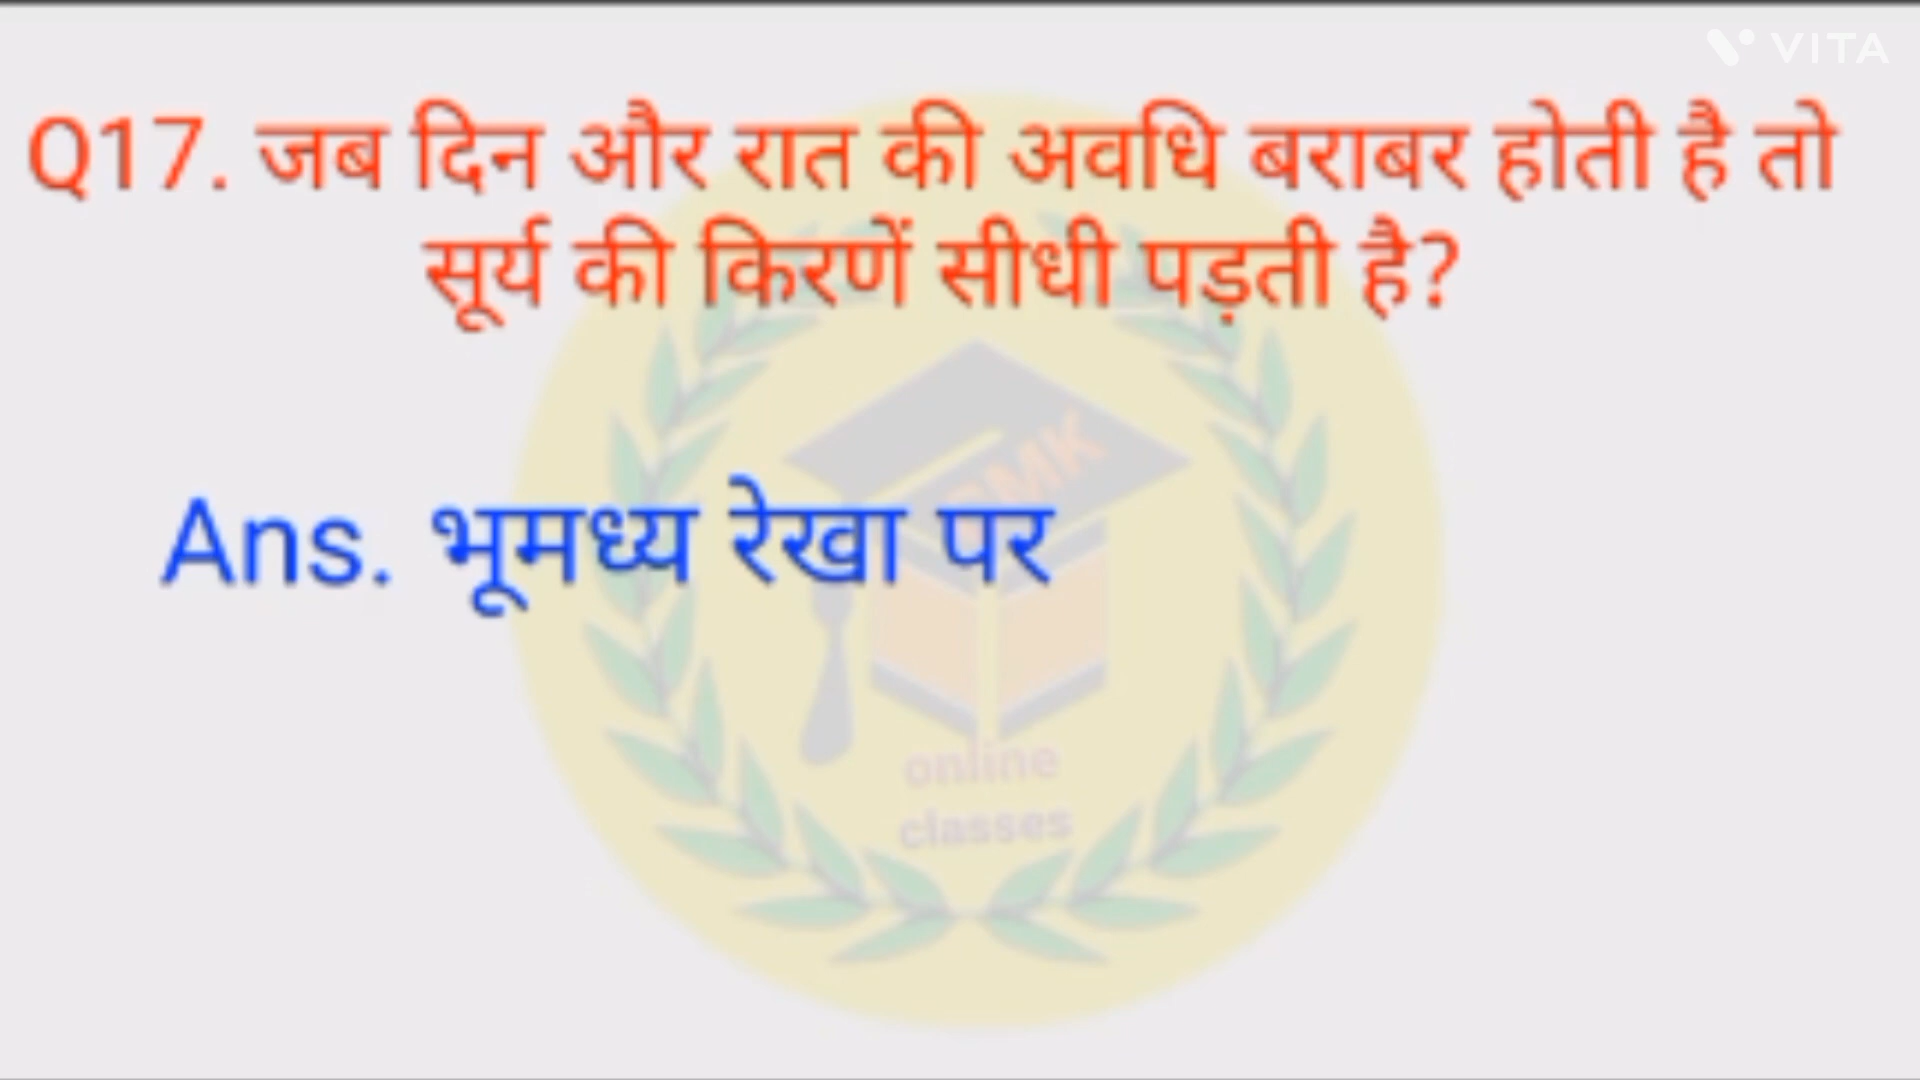 VITA
Q17. जब दिन और रात की अवधि बराबर होती है तो
सूर्य की किरणें सीधी पड़ती है?
Ans. भूमध्य रेखा पर
online
classes